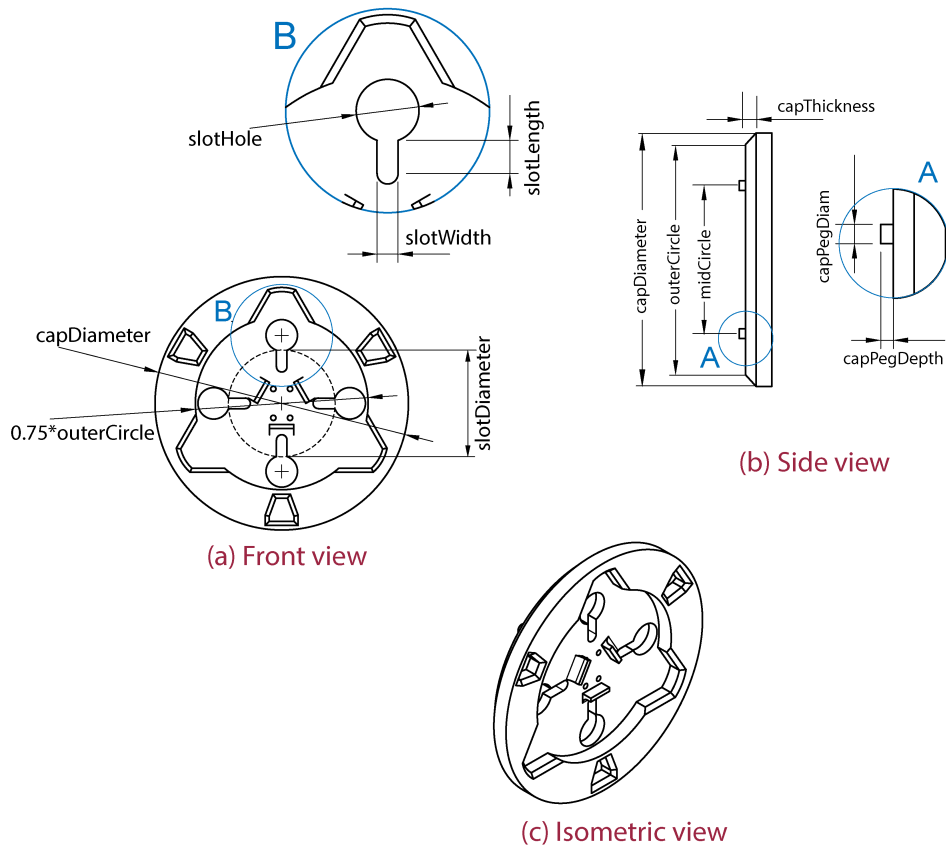 B
slotHole
slotLength
slotWidth
capThickness
capDiameter
outerCircle
midCircle
A
capPegDiam
A
capPegDepth
(b) Side view
capDiameter
B
0.75*outerCircle
slotDiameter
(a) Front view
(c) Isometric view